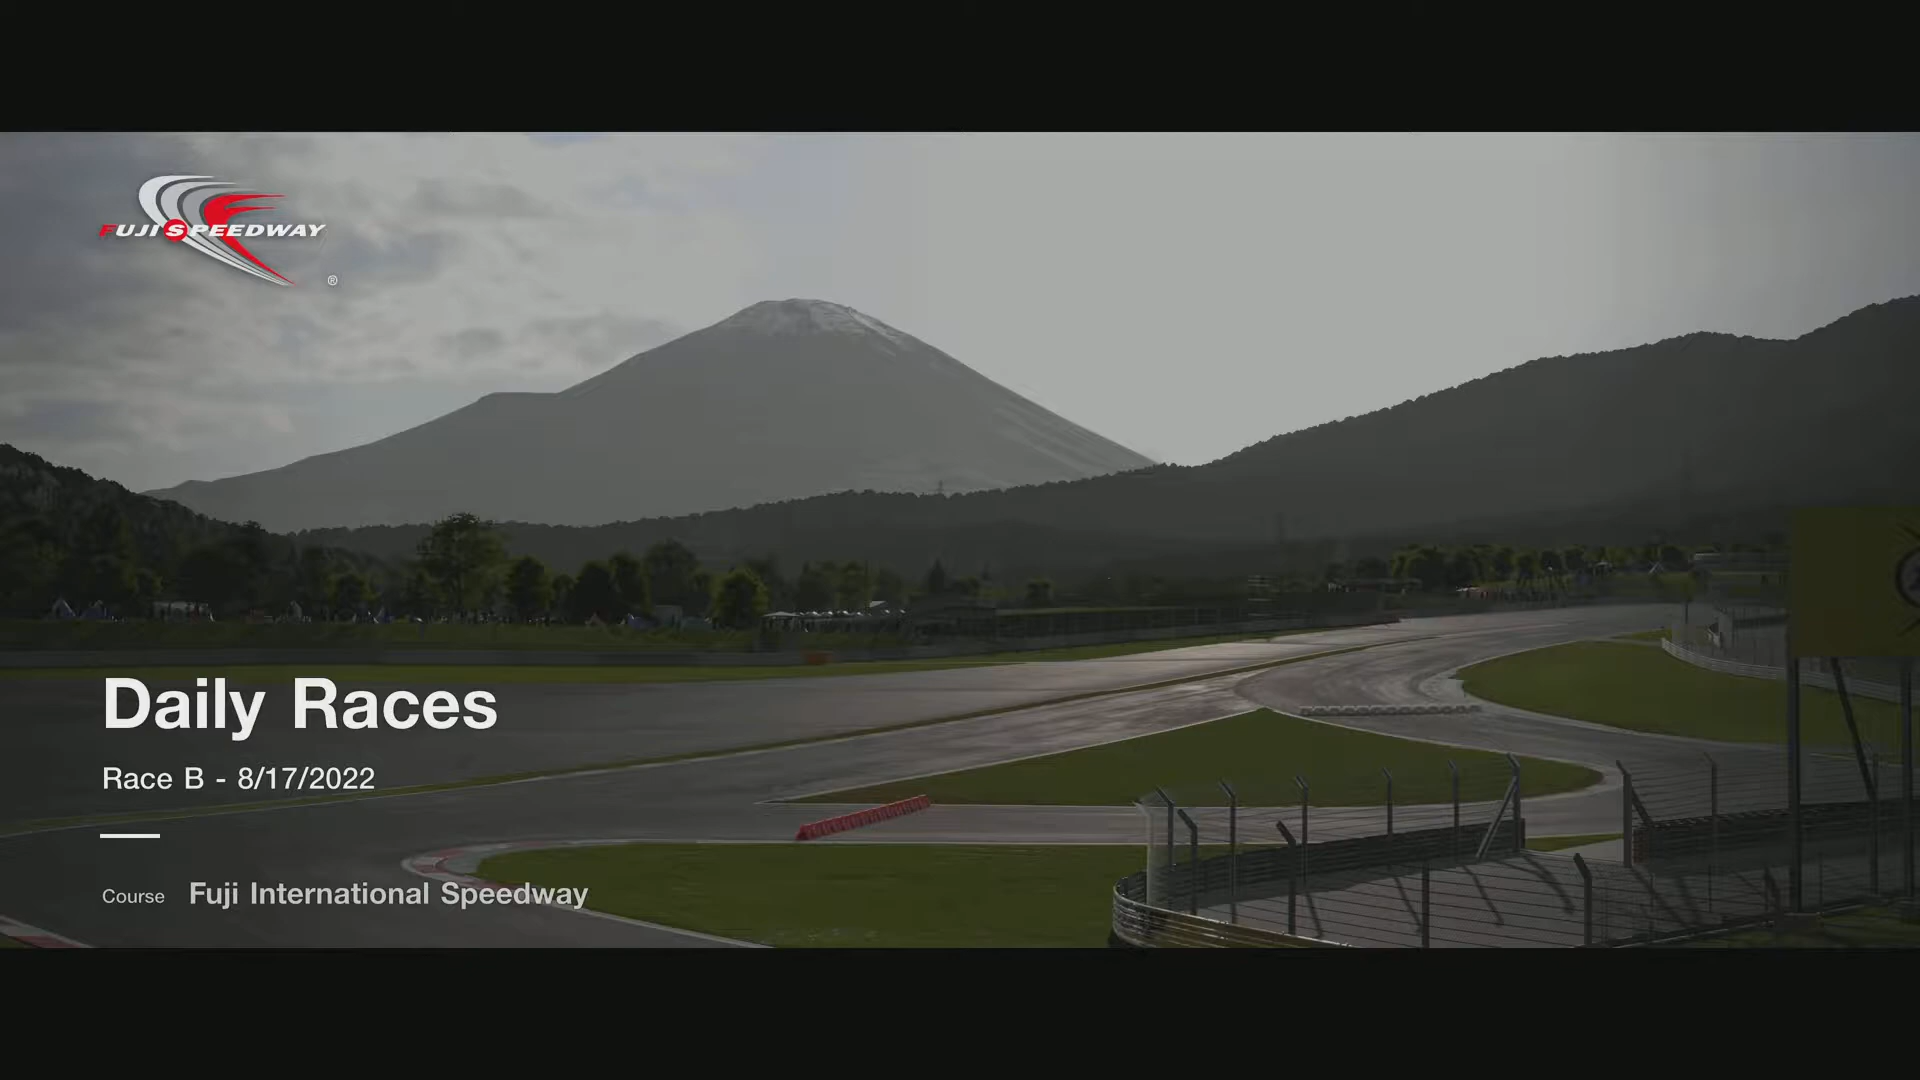 FUJI SPEEDWAY
®
Daily Races
Race B - 8/17/2022
Course Fuji International Speedway